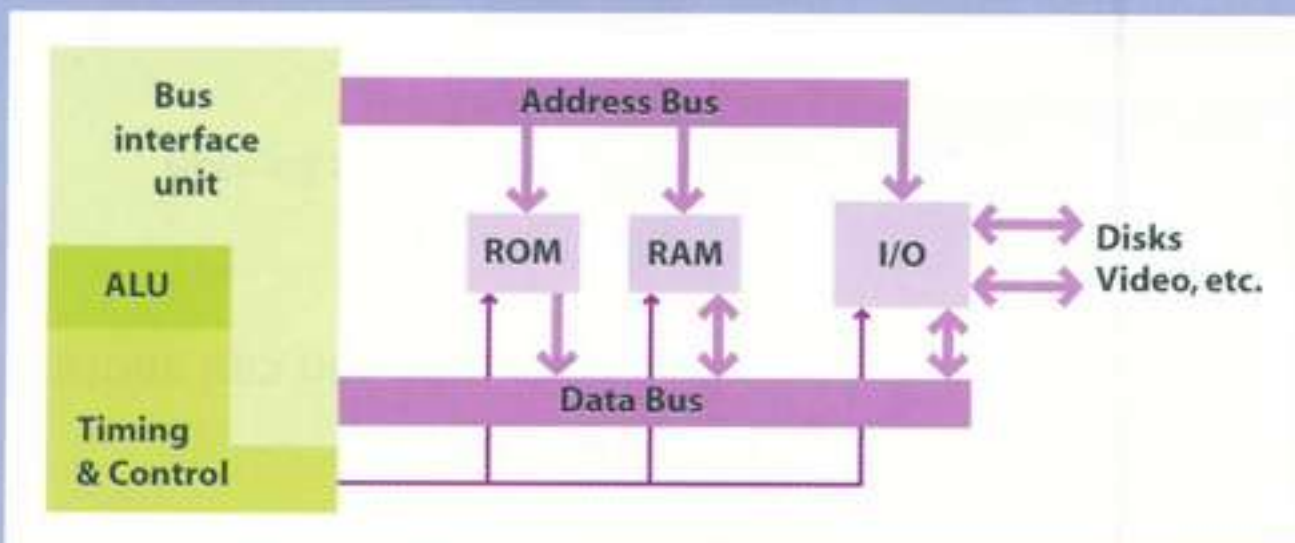 Bus
interface
unit
ALU
Timing
& Control
Address Bus
ROM
RAM
I/O
Disks
Video, etc.
Data Bus